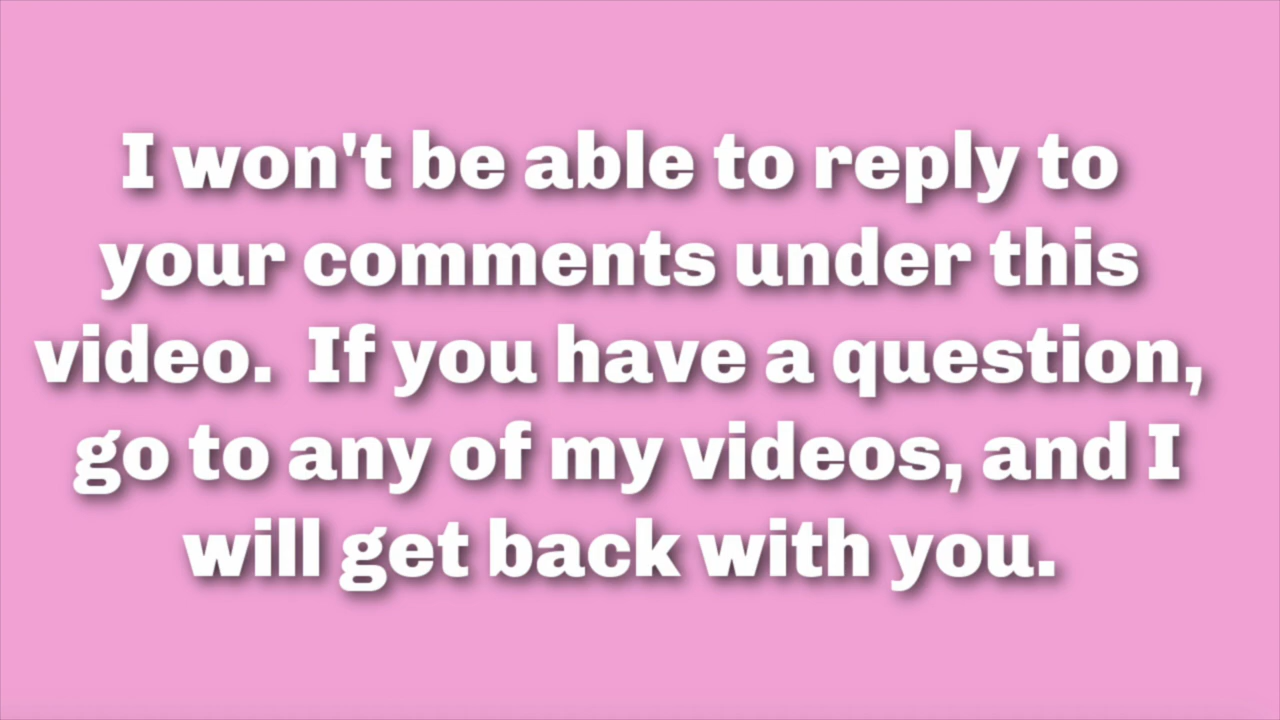 I won't be able to reply to
your comments under this
video.  If you have a question,
go to any of my videos, and I
will get back with you.